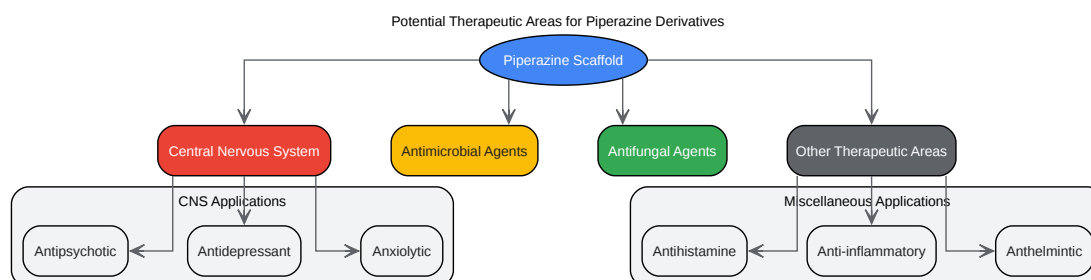 Potential Therapeutic Areas for Piperazine Derivatives
Piperazine Scaffold
Central Nervous System
Antimicrobial Agents
Antifungal Agents
Other Therapeutic Areas
CNS Applications
Miscellaneous Applications
Antipsychotic
Antidepressant
Anxiolytic
Antihistamine
Anti-inflammatory
Anthelmintic